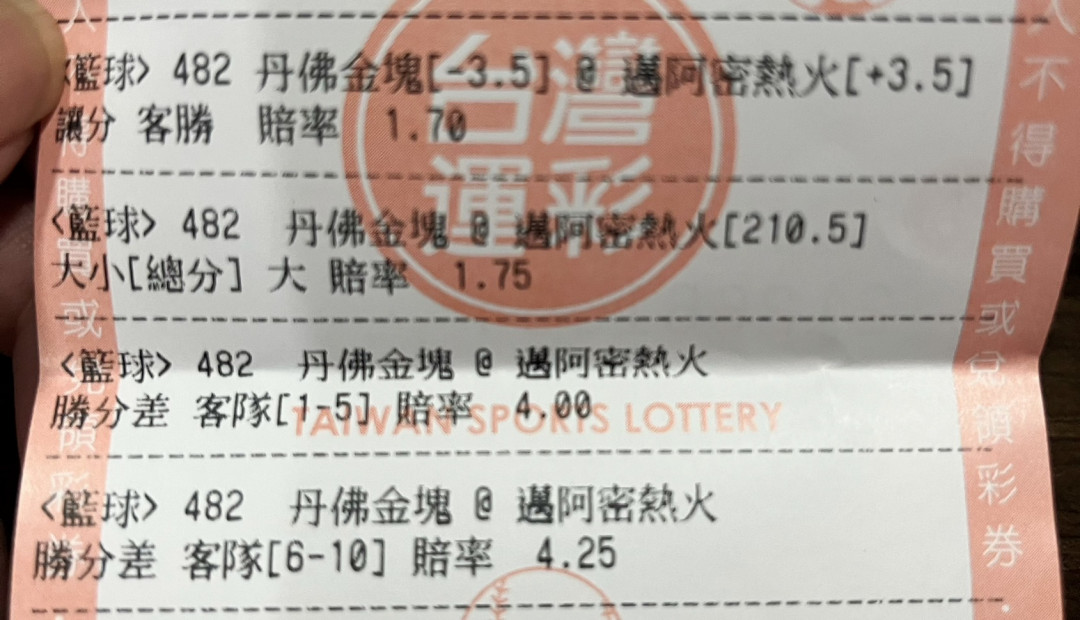 <籃球> 482 丹佛金塊[-3.5] @ 邁阿密熱火[+3.5]
讓分 客勝 賠率 1.70
<籃球> 482 丹佛金塊 @ 邁阿密熱火[210.5]
大小[總分] 大 賠率 1.75
<籃球> 482 丹佛金塊 @ 邁阿密熱火
勝分差 客隊[1-5] 賠率 4.00
<籃球> 482 丹佛金塊 @ 邁阿密熱火
勝分差 客隊[6-10] 賠率 4.25
台灣
運彩
TAIWAN SPORTS LOTTERY
人不得購買或兌領彩券.
購買或